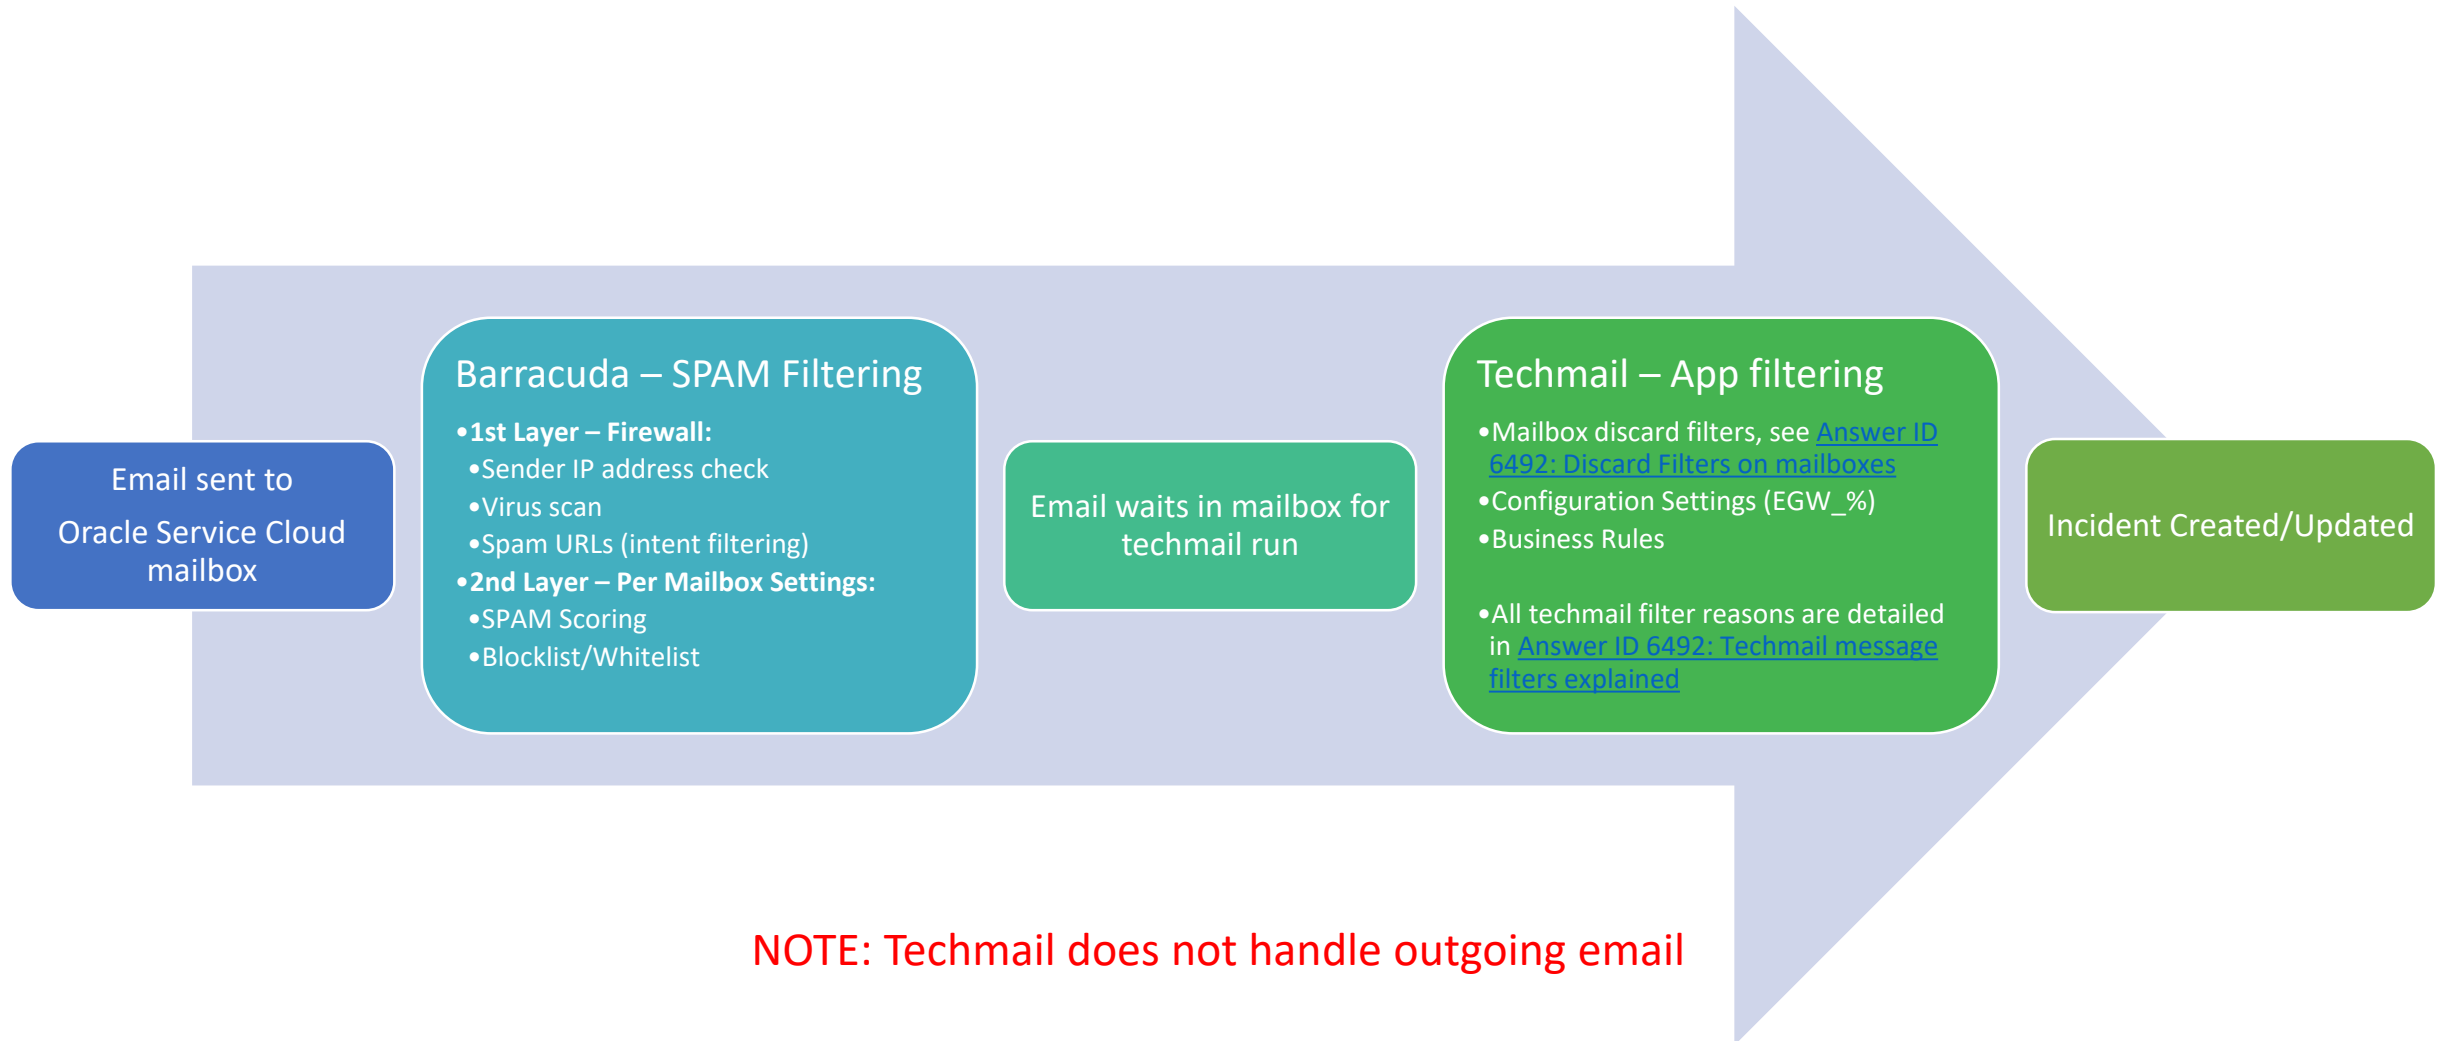 Email sent to
Oracle Service Cloud
mailbox
Barracuda – SPAM Filtering
•1st Layer – Firewall:
•Sender IP address check
•Virus scan
•Spam URLs (intent filtering)
•2nd Layer – Per Mailbox Settings:
•SPAM Scoring
•Blocklist/Whitelist
Email waits in mailbox for
techmail run
Techmail – App filtering
•Mailbox discard filters, see Answer ID
6492: Discard Filters on mailboxes
•Configuration Settings (EGW_%)
•Business Rules
•All techmail filter reasons are detailed
in Answer ID 6492: Techmail message
filters explained
Incident Created/Updated
NOTE: Techmail does not handle outgoing email